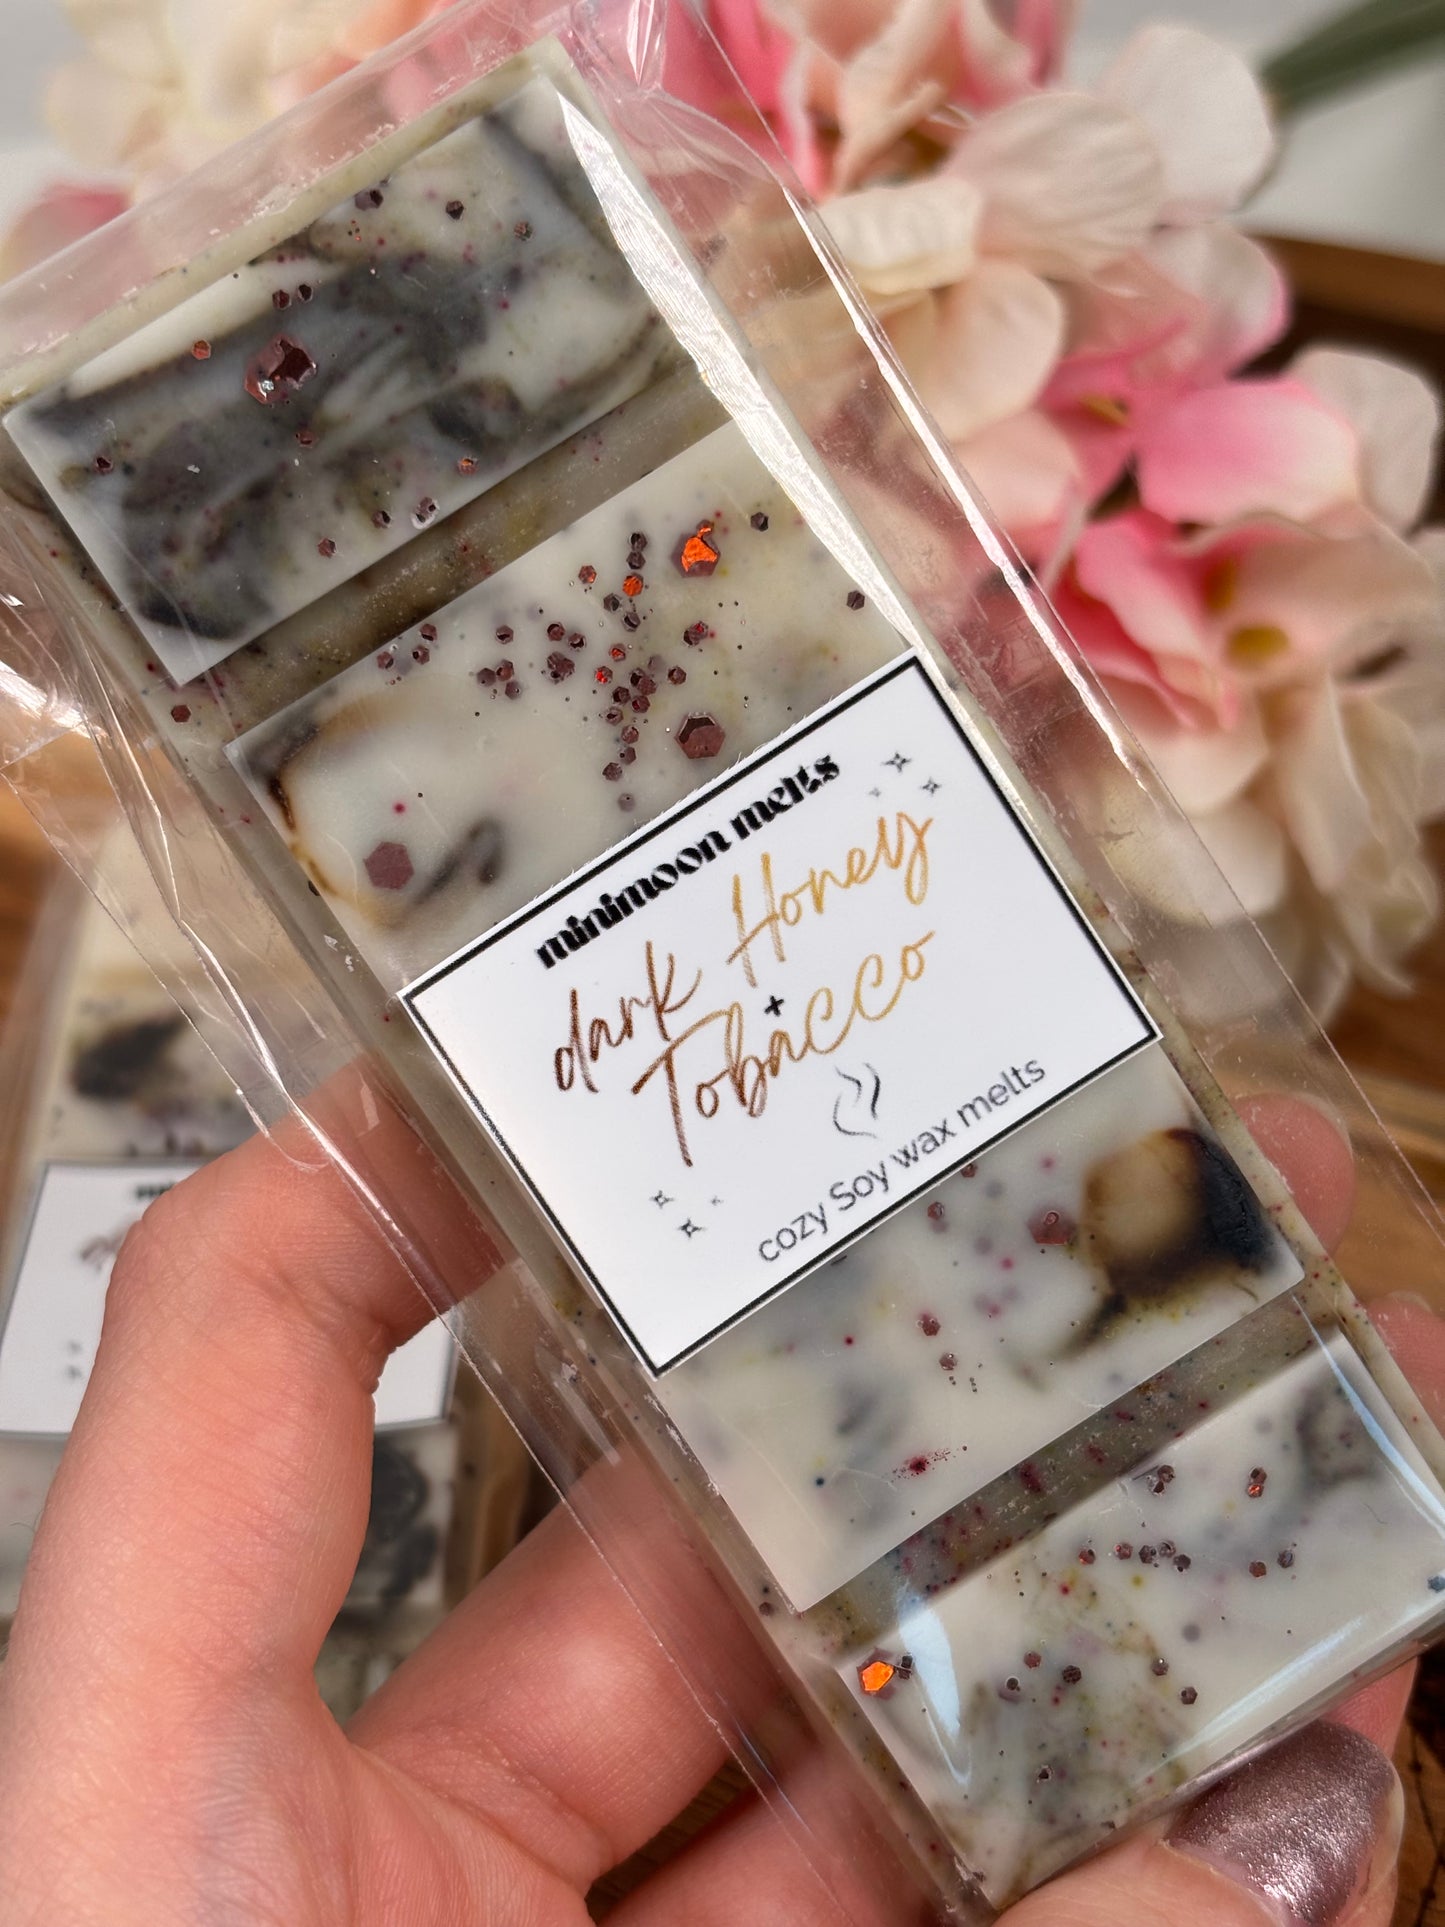 minimoon melts
dark Honey
+
Tobacco
cozy Soy wax melts